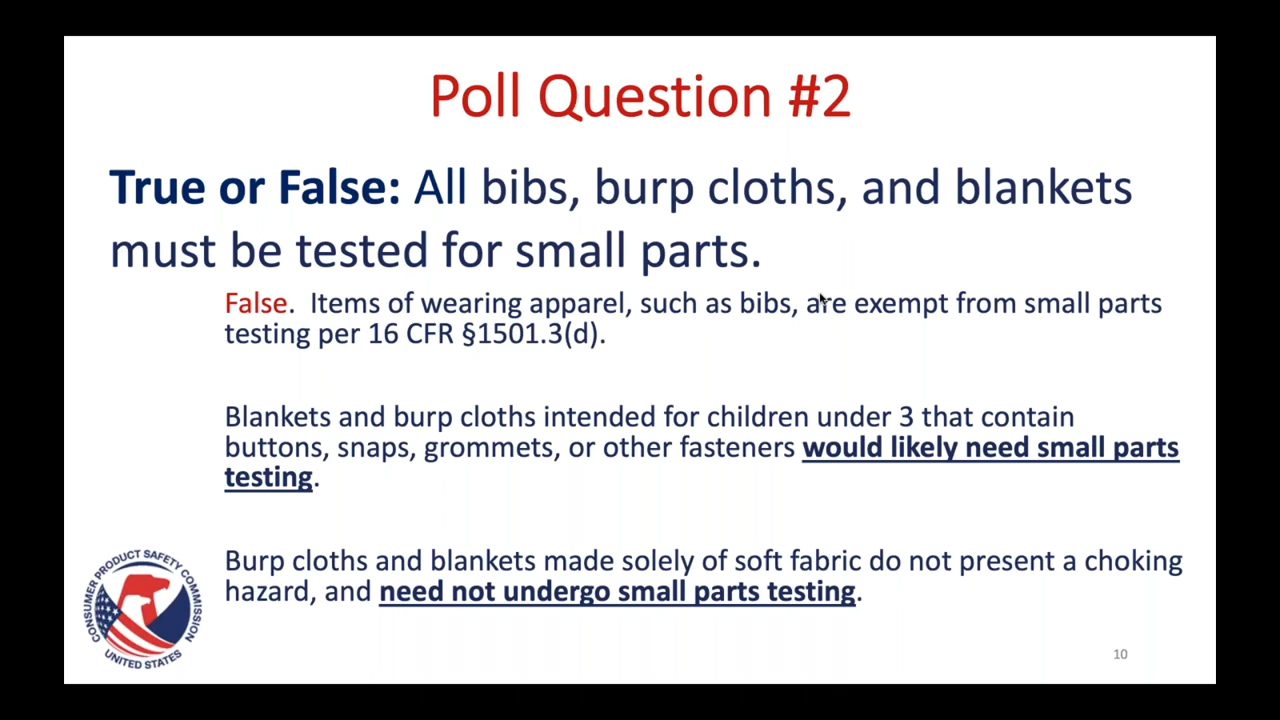 Poll Question #2
True or False: All bibs, burp cloths, and blankets
must be tested for small parts.
False.  Items of wearing apparel, such as bibs, are exempt from small parts
testing per 16 CFR §1501.3(d).
Blankets and burp cloths intended for children under 3 that contain
buttons, snaps, grommets, or other fasteners would likely need small parts
testing.
Burp cloths and blankets made solely of soft fabric do not present a choking
hazard, and need not undergo small parts testing.
CONSUMER PRODUCT SAFETY COMMISSION
UNITED STATES
10